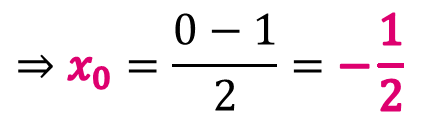 ⇒ x₀ = (0 − 1)/2 = −1/2